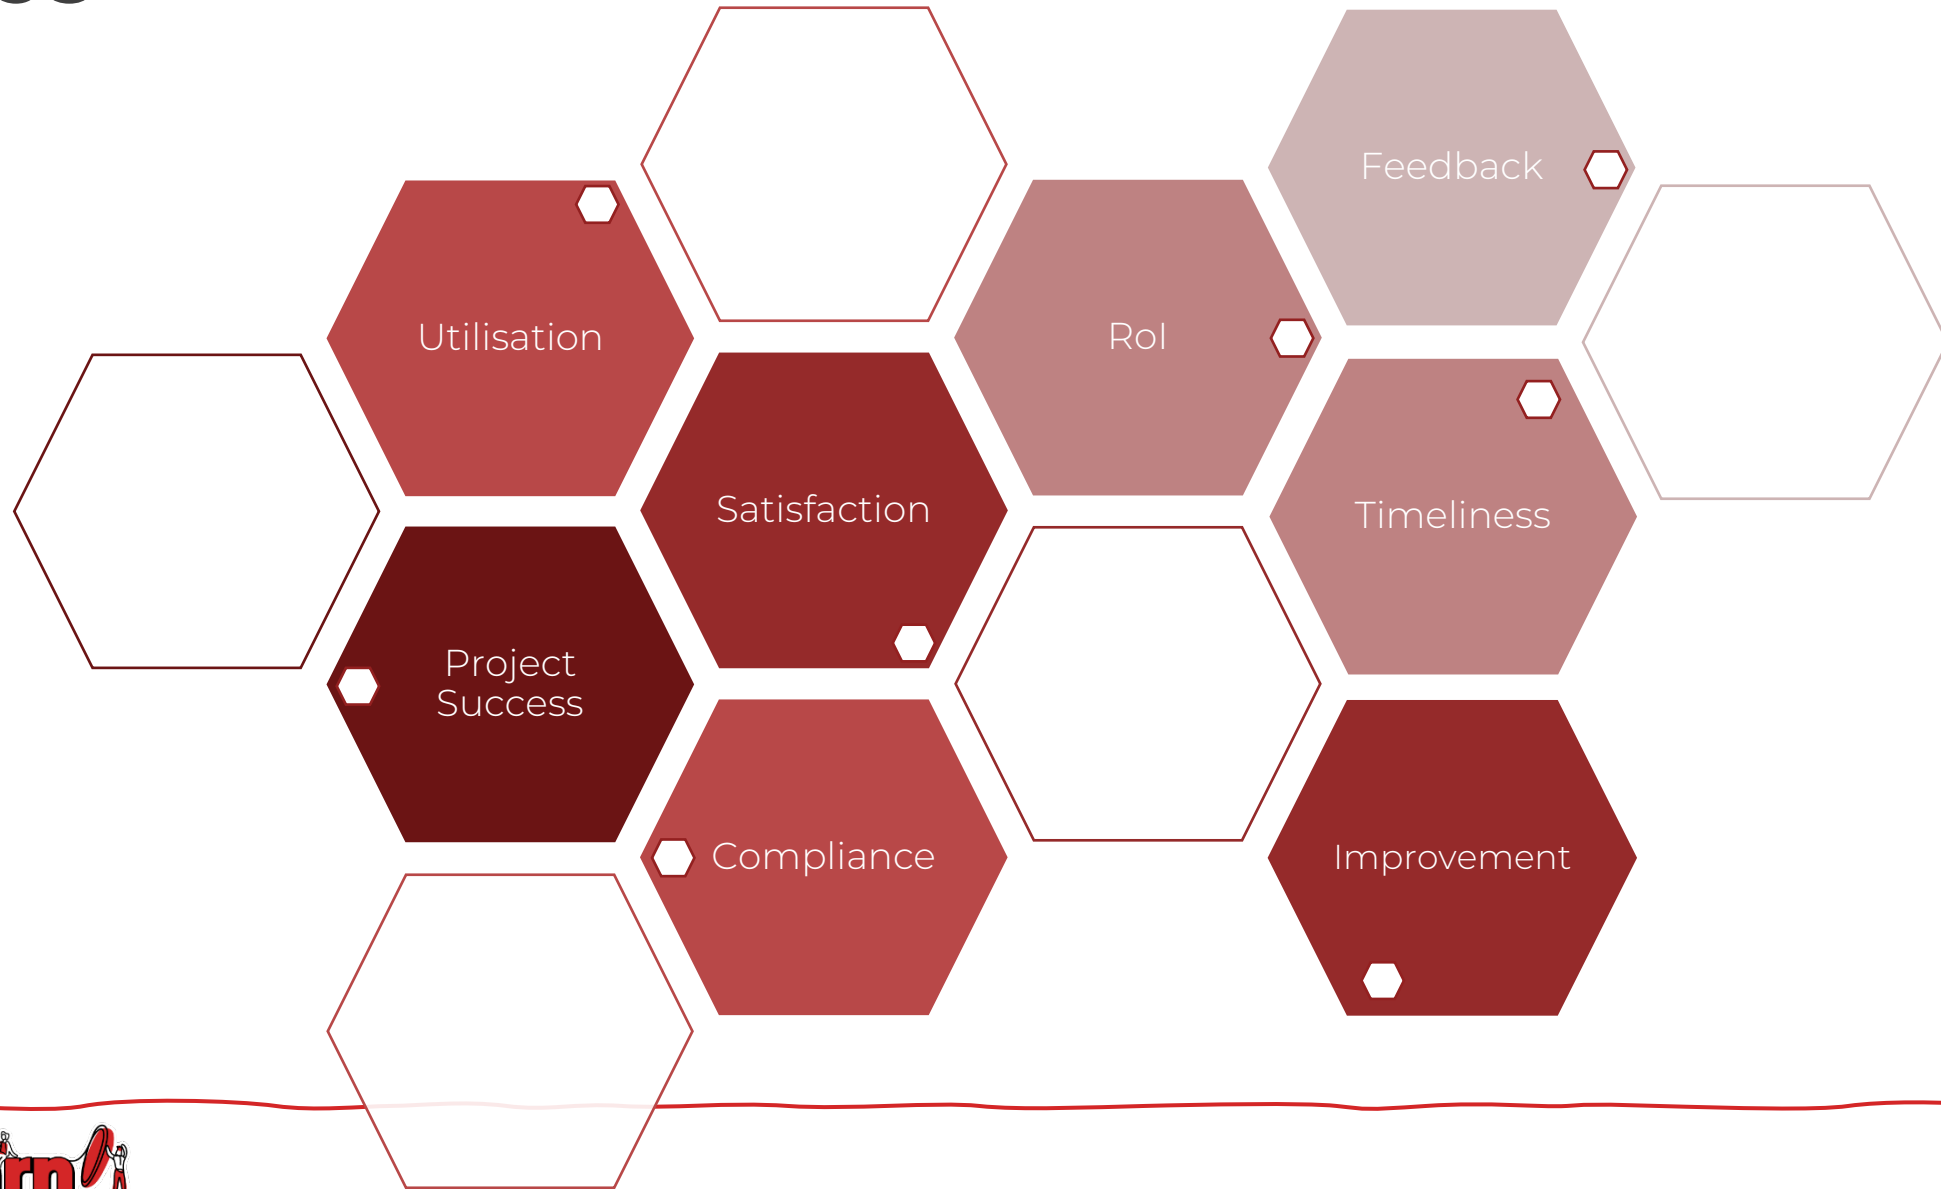 Feedback
Utilisation
RoI
Satisfaction
Timeliness
Project
Success
Compliance
Improvement